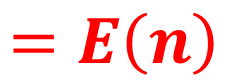 = E(n)